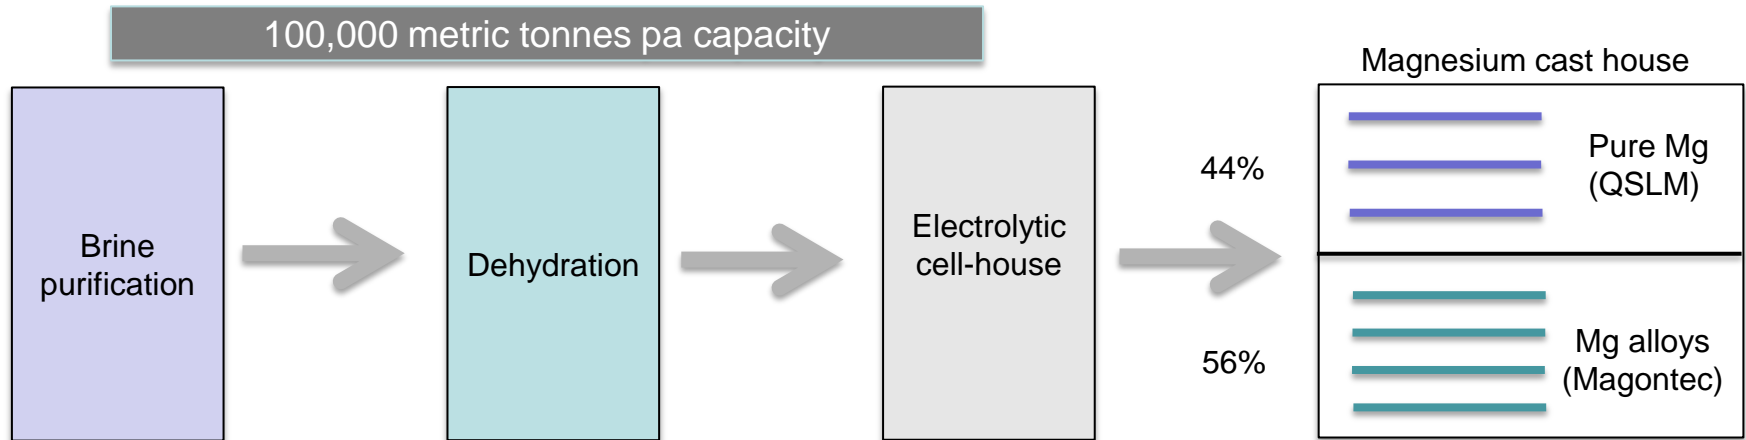 100,000 metric tonnes pa capacity
Magnesium cast house
Brine
purification
Dehydration
Electrolytic
cell-house
44%
56%
Pure Mg
(QSLM)
Mg alloys
(Magontec)